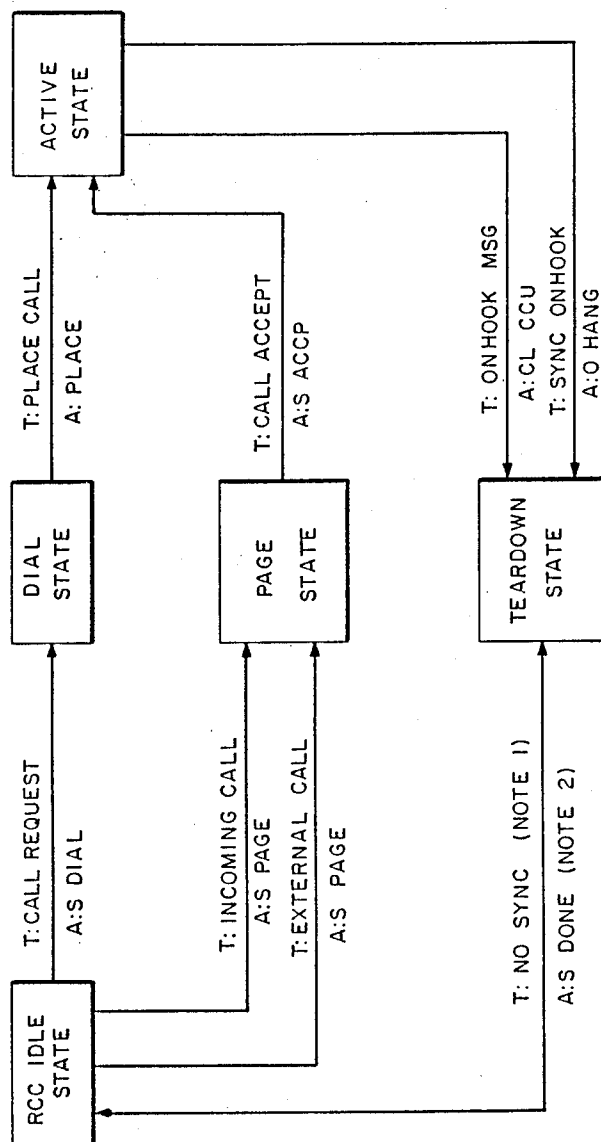 RCC IDLE
STATE
T:CALL REQUEST
A:S DIAL
DIAL
STATE
T:PLACE CALL
A: PLACE
ACTIVE
STATE
T: INCOMING CALL
A:S PAGE
T:EXTERNAL CALL
A:S PAGE
PAGE
STATE
T:CALL ACCEPT
A:S ACCP
T: NO SYNC (NOTE 1)
A:S DONE (NOTE 2)
TEARDOWN
STATE
T: ONHOOK MSG
A:CL CCU
T: SYNC ONHOOK
A:O HANG